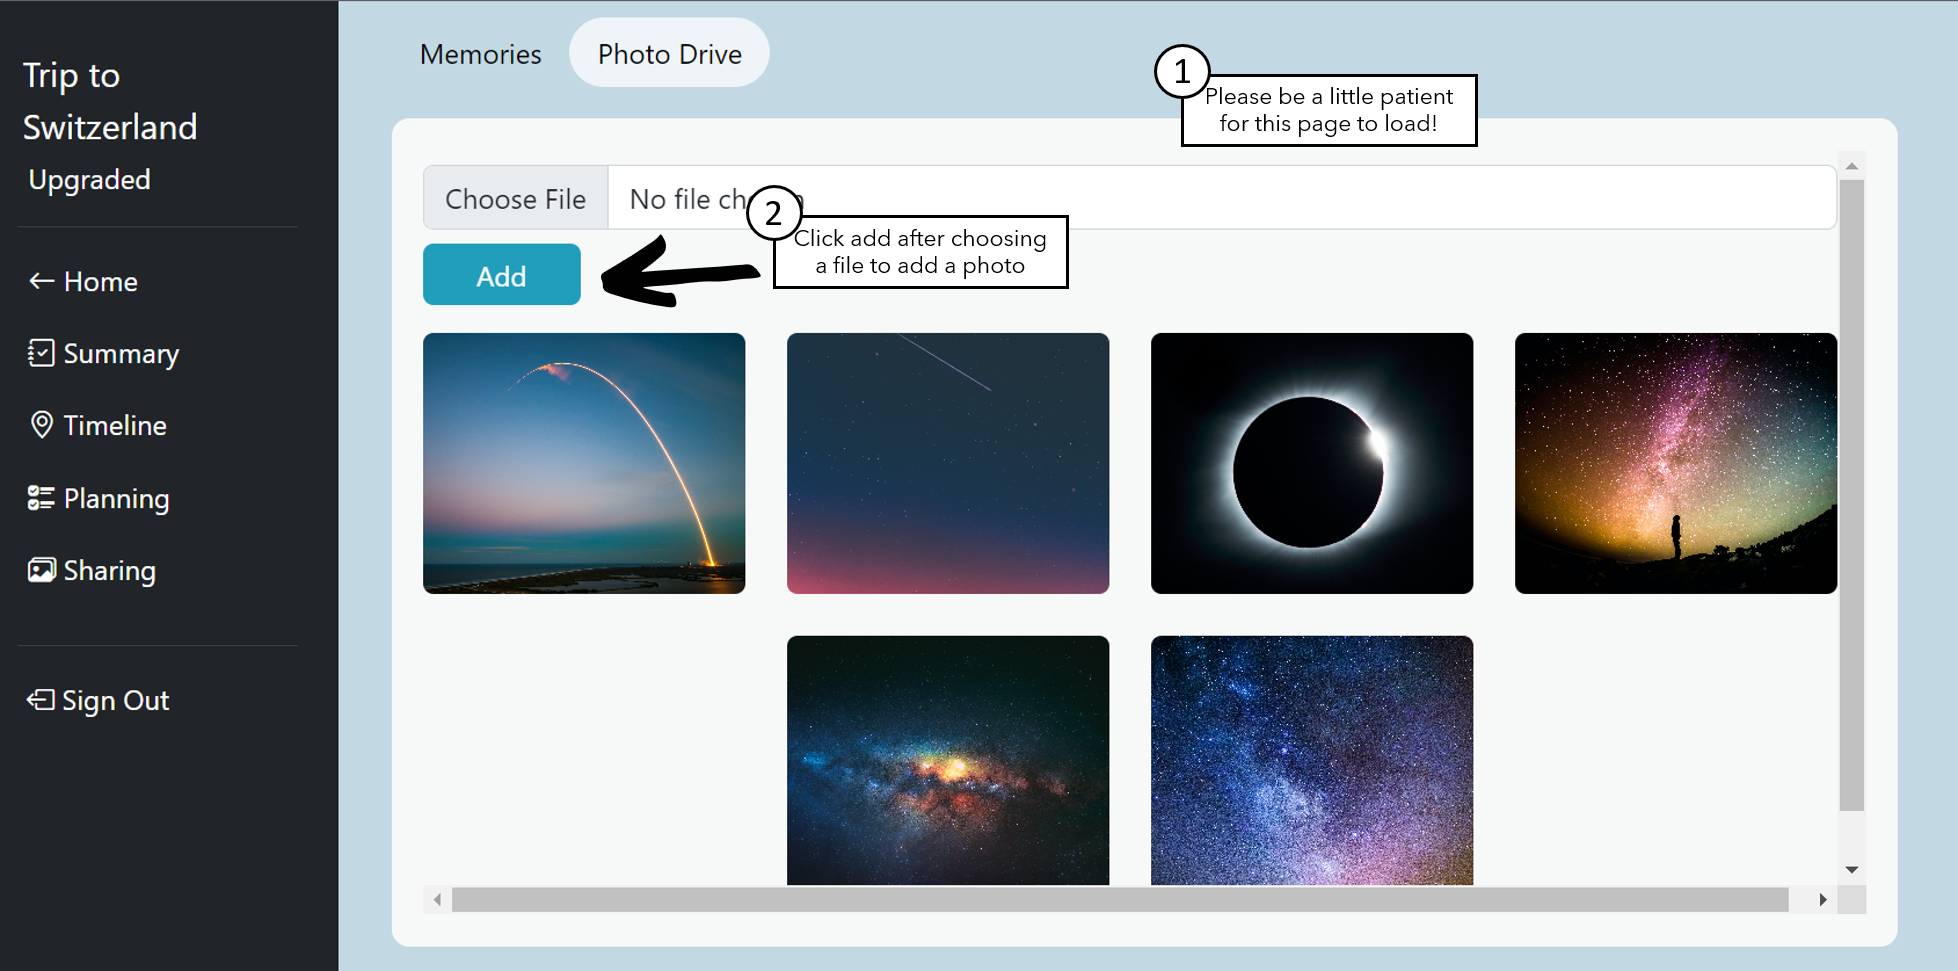 Trip to
Switzerland
Upgraded
Home
Summary
Timeline
Planning
Sharing
Sign Out
Memories
Photo Drive
1
Please be a little patient
for this page to load!
Choose File
No file
2
Click add after choosing
a file to add a photo
Add